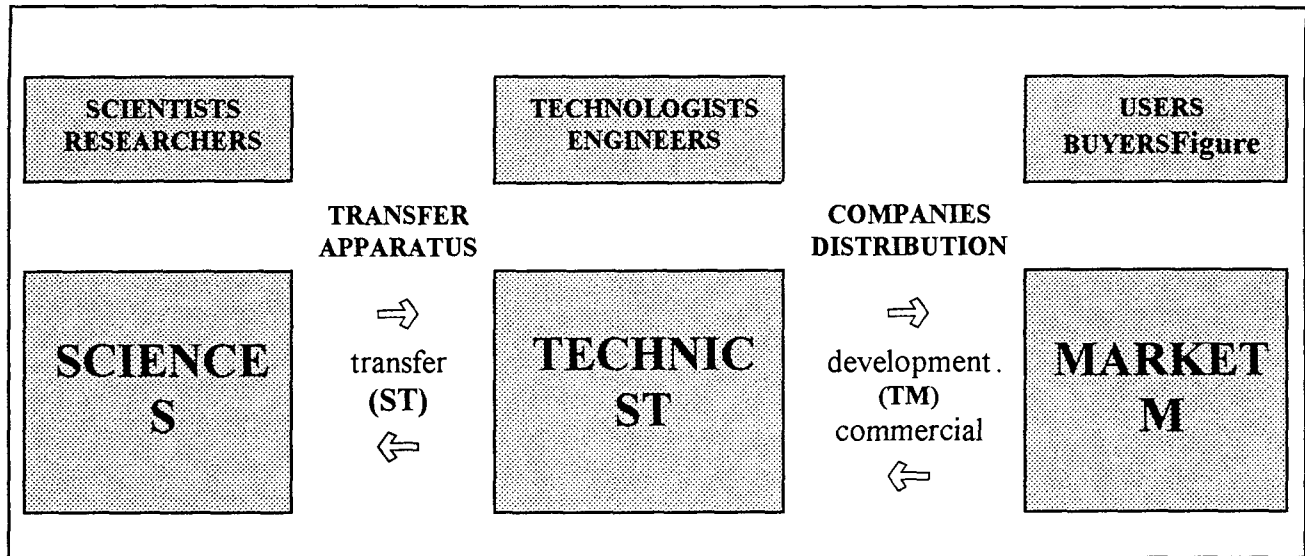 SCIENTISTS
RESEARCHERS
TECHNOLOGISTS
ENGINEERS
USERS
BUYERSFigure
TRANSFER
APPARATUS
COMPANIES
DISTRIBUTION
SCIENCE
S
transfer
(ST)
TECHNIC
ST
development.
(TM)
commercial
MARKET
M